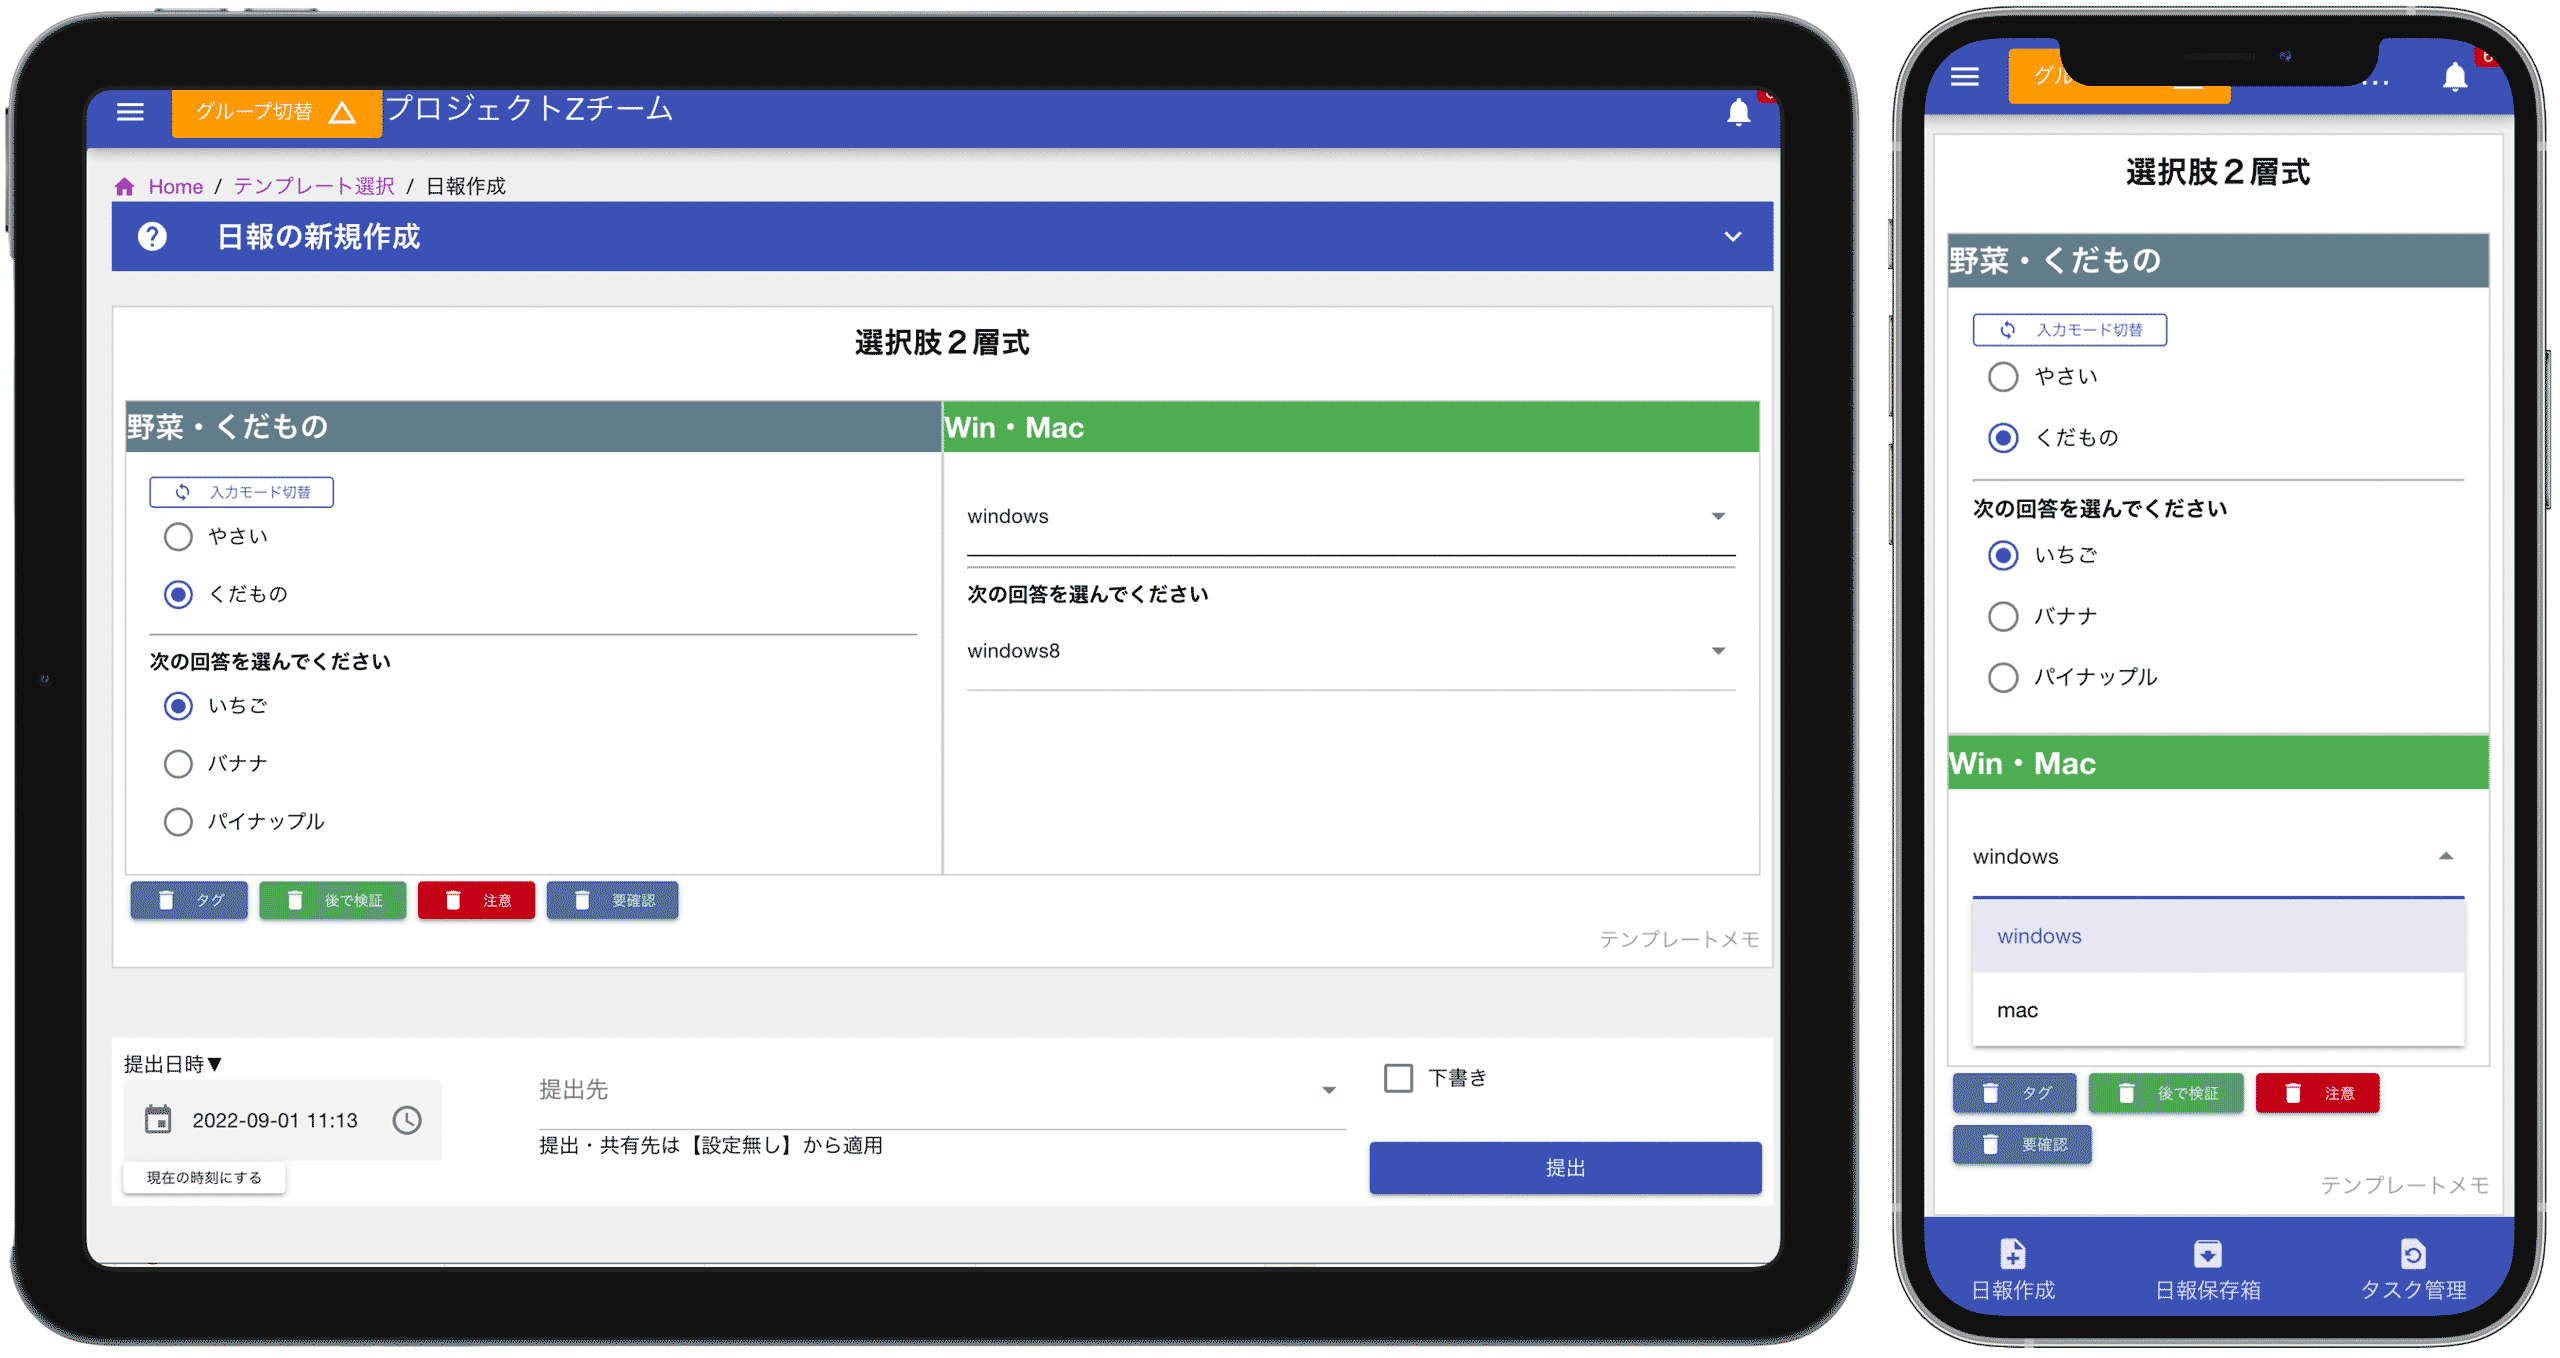 グループ切替
プロジェクトZチーム
Home / テンプレート選択 / 日報作成
日報の新規作成
選択肢２層式
野菜・くだもの
Win・Mac
入力モード切替
やさい
くだもの
次の回答を選んでください
いちご
バナナ
パイナップル
windows
次の回答を選んでください
windows8
タグ
後で検証
注意
要確認
テンプレートメモ
提出日時▼
2022-09-01 11:13
現在の時刻にする
提出先
提出・共有先は【設定無し】から適用
下書き
提出
...
選択肢２層式
野菜・くだもの
入力モード切替
やさい
くだもの
次の回答を選んでください
いちご
バナナ
パイナップル
Win・Mac
windows
windows
mac
タグ
後で検証
注意
要確認
テンプレートメモ
日報作成
日報保存箱
タスク管理